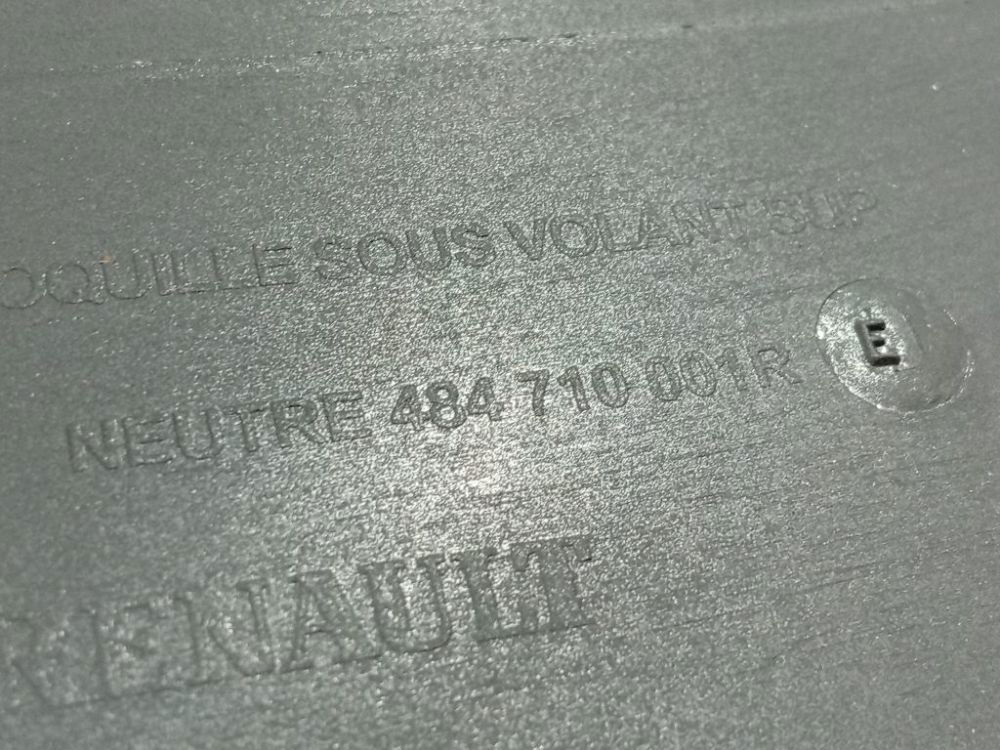 OQUILLE SOUS VOLANT SUP
NEUTRE 484 710 001R
E
RENAULT